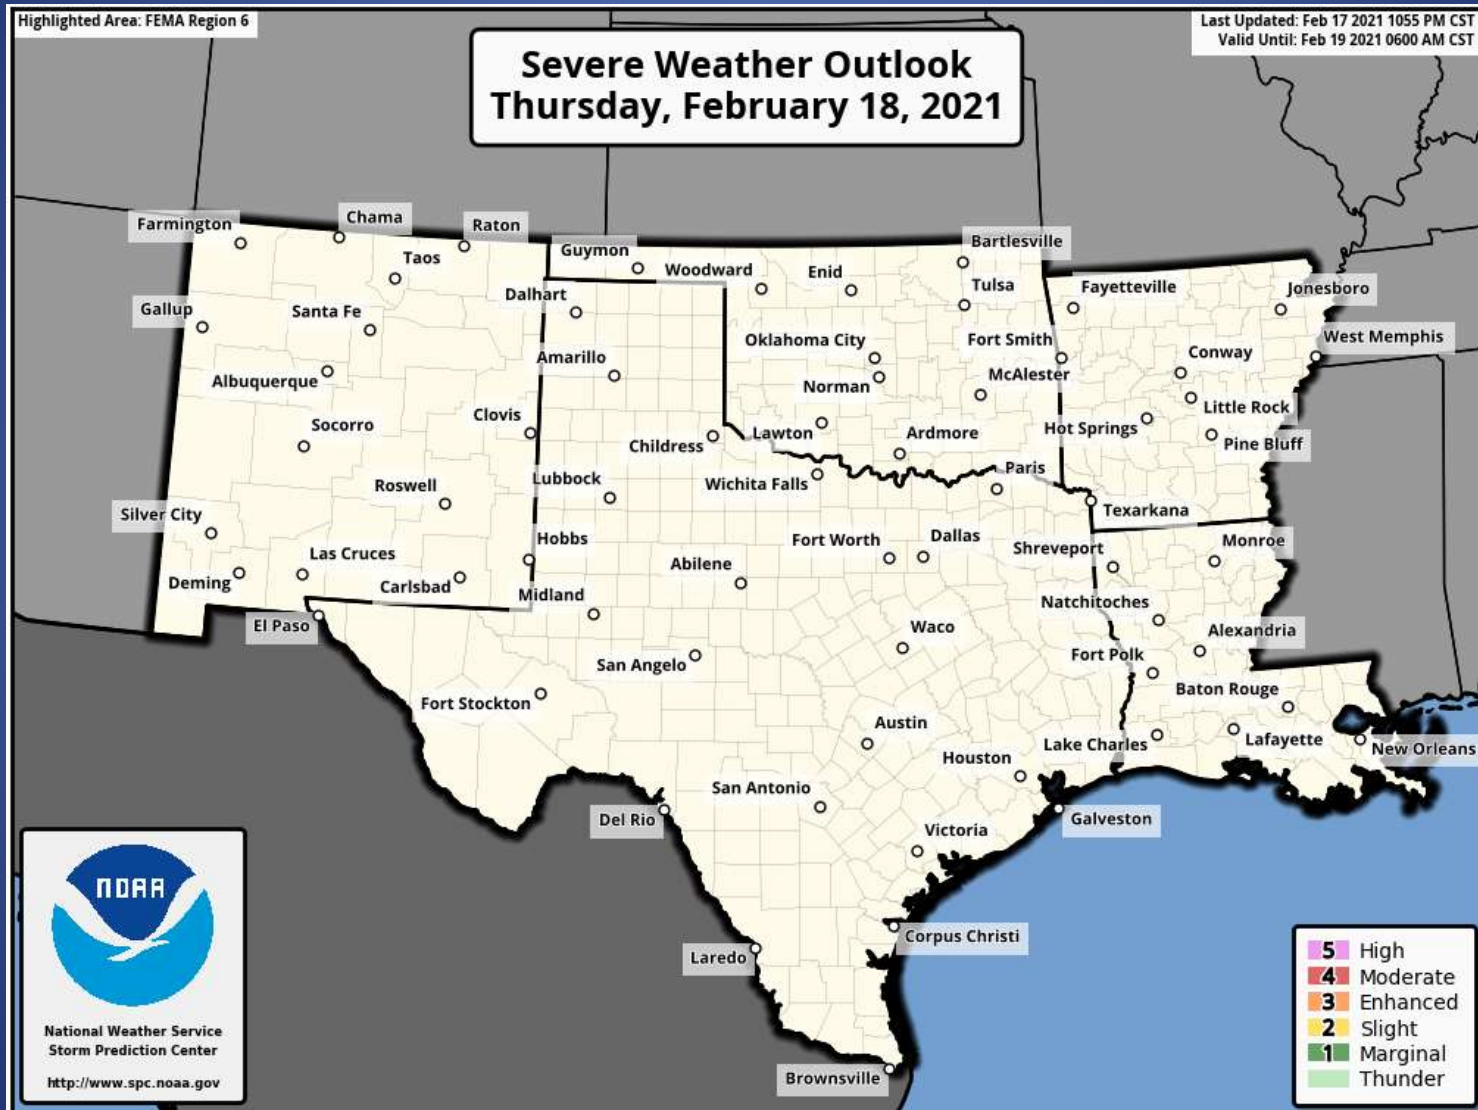 Highlighted Area: FEMA Region 6
Last Updated: Feb 17 2021 1055 PM CST
Valid Until: Feb 19 2021 0600 AM CST
Severe Weather Outlook
Thursday, February 18, 2021
Farmington
Chama
Raton
Taos
Guymon
Woodward
Enid
Bartlesville
Tulsa
Fayetteville
Jonesboro
Gallup
Santa Fe
Dalhart
Oklahoma City
Fort Smith
West Memphis
Albuquerque
Amarillo
Norman
McAlester
Conway
Little Rock
Socorro
Clovis
Childress
Lawton
Ardmore
Hot Springs
Pine Bluff
Roswell
Lubbock
Wichita Falls
Paris
Texarkana
Silver City
Las Cruces
Hobbs
Abilene
Fort Worth
Dallas
Shreveport
Monroe
Deming
Carlsbad
Midland
Natchitoches
El Paso
San Angelo
Waco
Fort Polk
Alexandria
Fort Stockton
Austin
Baton Rouge
Houston
Lake Charles
Lafayette
New Orleans
San Antonio
Del Rio
Victoria
Galveston
Laredo
Corpus Christi
Brownsville
NOAA
National Weather Service
Storm Prediction Center
http://www.spc.noaa.gov
5 High
4 Moderate
3 Enhanced
2 Slight
1 Marginal
Thunder